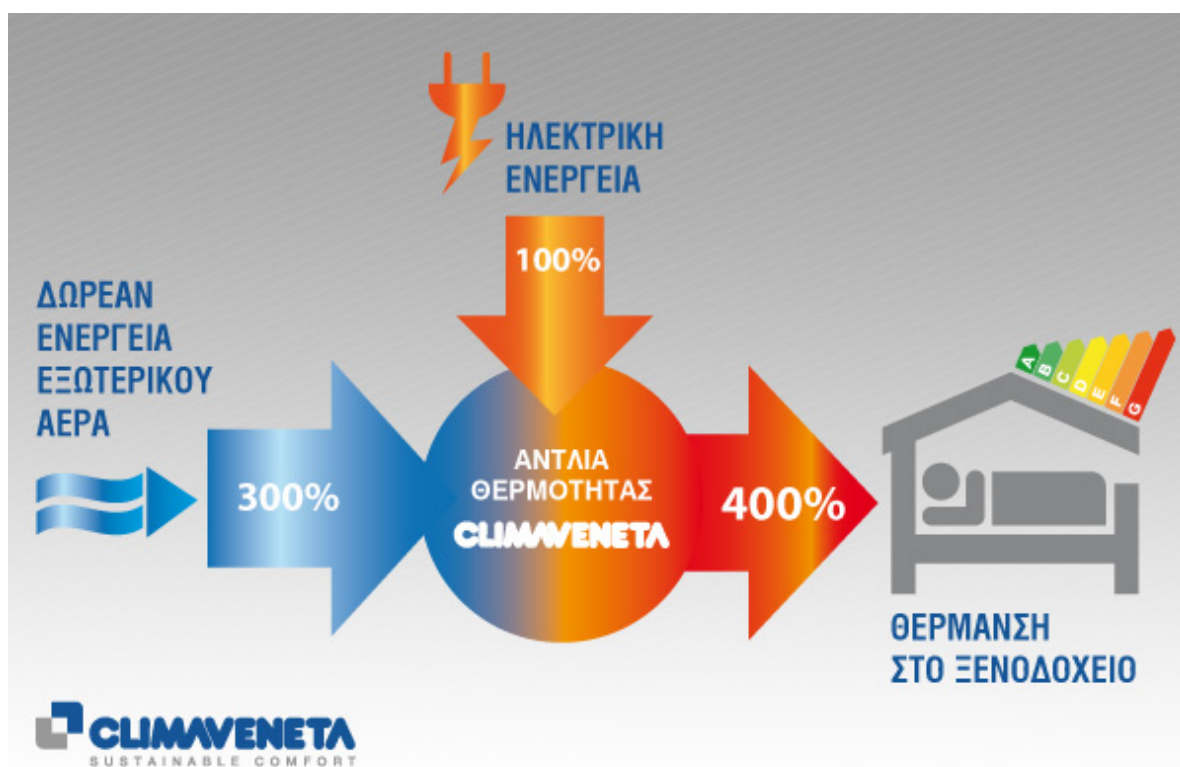 ΗΛΕΚΤΡΙΚΗ
ΕΝΕΡΓΕΙΑ
100%
ΔΩΡΕΑΝ
ΕΝΕΡΓΕΙΑ
ΕΞΩΤΕΡΙΚΟΥ
ΑΕΡΑ
300%
ΑΝΤΛΙΑ
ΘΕΡΜΟΤΗΤΑΣ
CLIMAVENETA
400%
A
B
C
D
E
F
G
ΘΕΡΜΑΝΣΗ
ΣΤΟ ΞΕΝΟΔΟΧΕΙΟ
CLIMAVENETA
SUSTAINABLE COMFORT